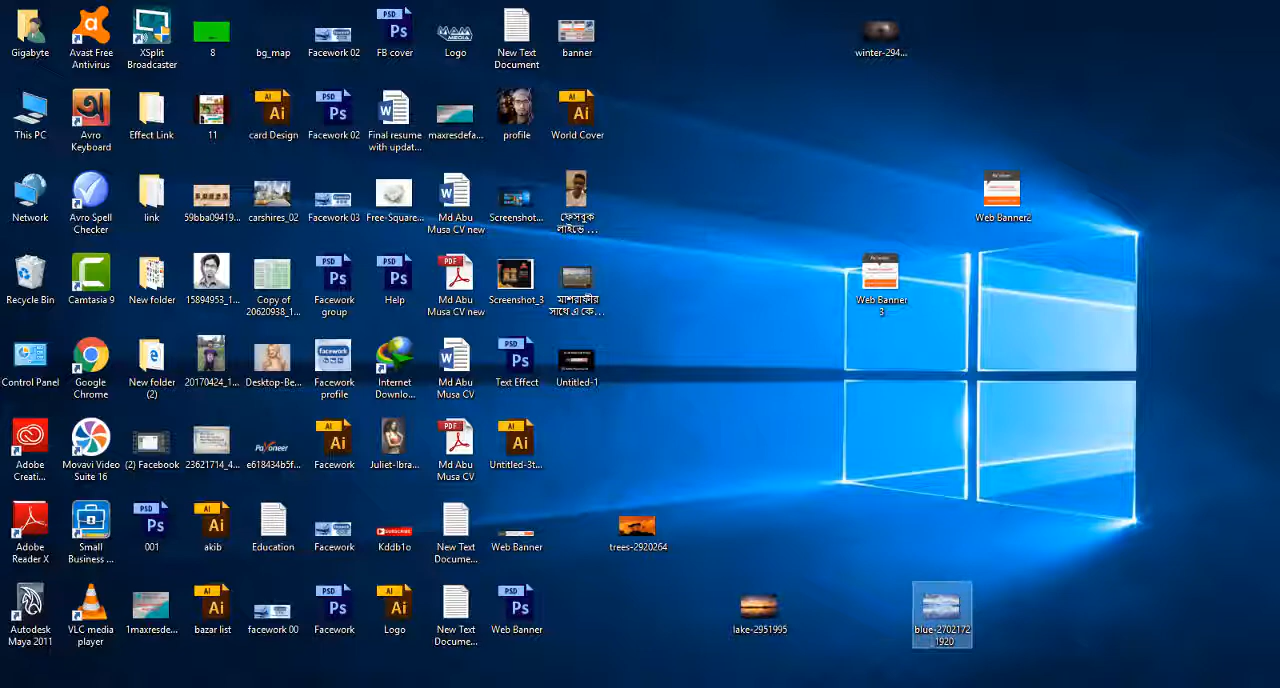 Gigabyte
Avast Free
Antivirus
XSplit
Broadcaster
8
bg_map
Facework 02
FB cover
Logo
New Text
Document
banner
winter-294...
This PC
Avro
Keyboard
Effect Link
11
card Design
Facework 02
Final resume
with updat...
maxresdefa...
profile
World Cover
Network
Avro Spell
Checker
link
59bba09419...
carshires_02
Facework 03
Free-Square...
Md Abu
Musa CV new
Screenshot...
ফেসবুক
লাইভে ...
Web Banner2
Recycle Bin
Camtasia 9
New folder
15894953_1...
Copy of
20620938_1...
Facework
group
Help
Md Abu
Musa CV new
Screenshot_3
মাশরাফীর
সাথে এ কে...
Web Banner
3
Control Panel
Google
Chrome
New folder
(2)
20170424_1...
Desktop-Be...
Facework
profile
Internet
Downlo...
Md Abu
Musa CV
Text Effect
Untitled-1
Adobe
Creati...
Movavi Video
Suite 16
(2) Facebook
23621714_4...
e618434b5f...
Facework
Juliet-Ibra...
Md Abu
Musa CV
Untitled-3t...
Adobe
Reader X
Small
Business ...
001
akib
Education
Facework
Kddb1o
New Text
Docume...
Web Banner
trees-2920264
Autodesk
Maya 2011
VLC media
player
1maxresde...
bazar list
facework 00
Facework
Logo
New Text
Docume...
Web Banner
lake-2951995
blue-2702172
1920